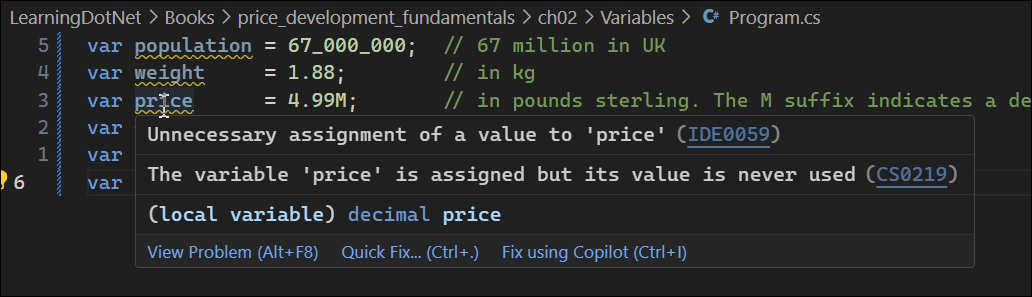 LearningDotNet > Books > price_development_fundamentals > ch02 > Variables > C# Program.cs
5 var population = 67_000_000; // 67 million in UK
4 var weight = 1.88; // in kg
3 var price = 4.99M; // in pounds sterling. The M suffix indicates a de
2 var
1 var
6 var
Unnecessary assignment of a value to 'price' (IDE0059)
The variable 'price' is assigned but its value is never used (CS0219)
(local variable) decimal price
View Problem (Alt+F8) Quick Fix... (Ctrl+.) Fix using Copilot (Ctrl+I)